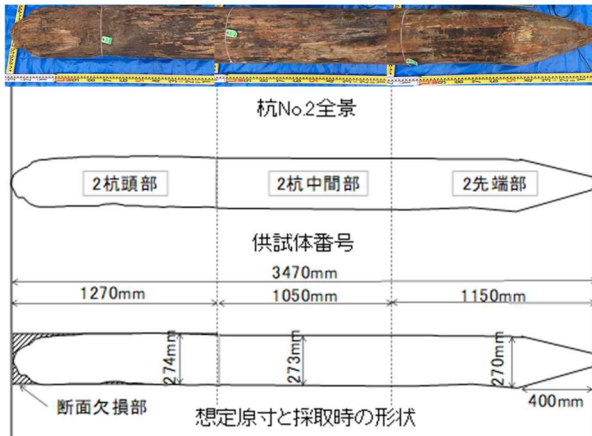 杭No.2全景
2杭頭部
2杭中間部
2先端部
供試体番号
3470mm
1270mm
1050mm
1150mm
274mm
273mm
270mm
400mm
断面欠損部
想定原寸と採取時の形状